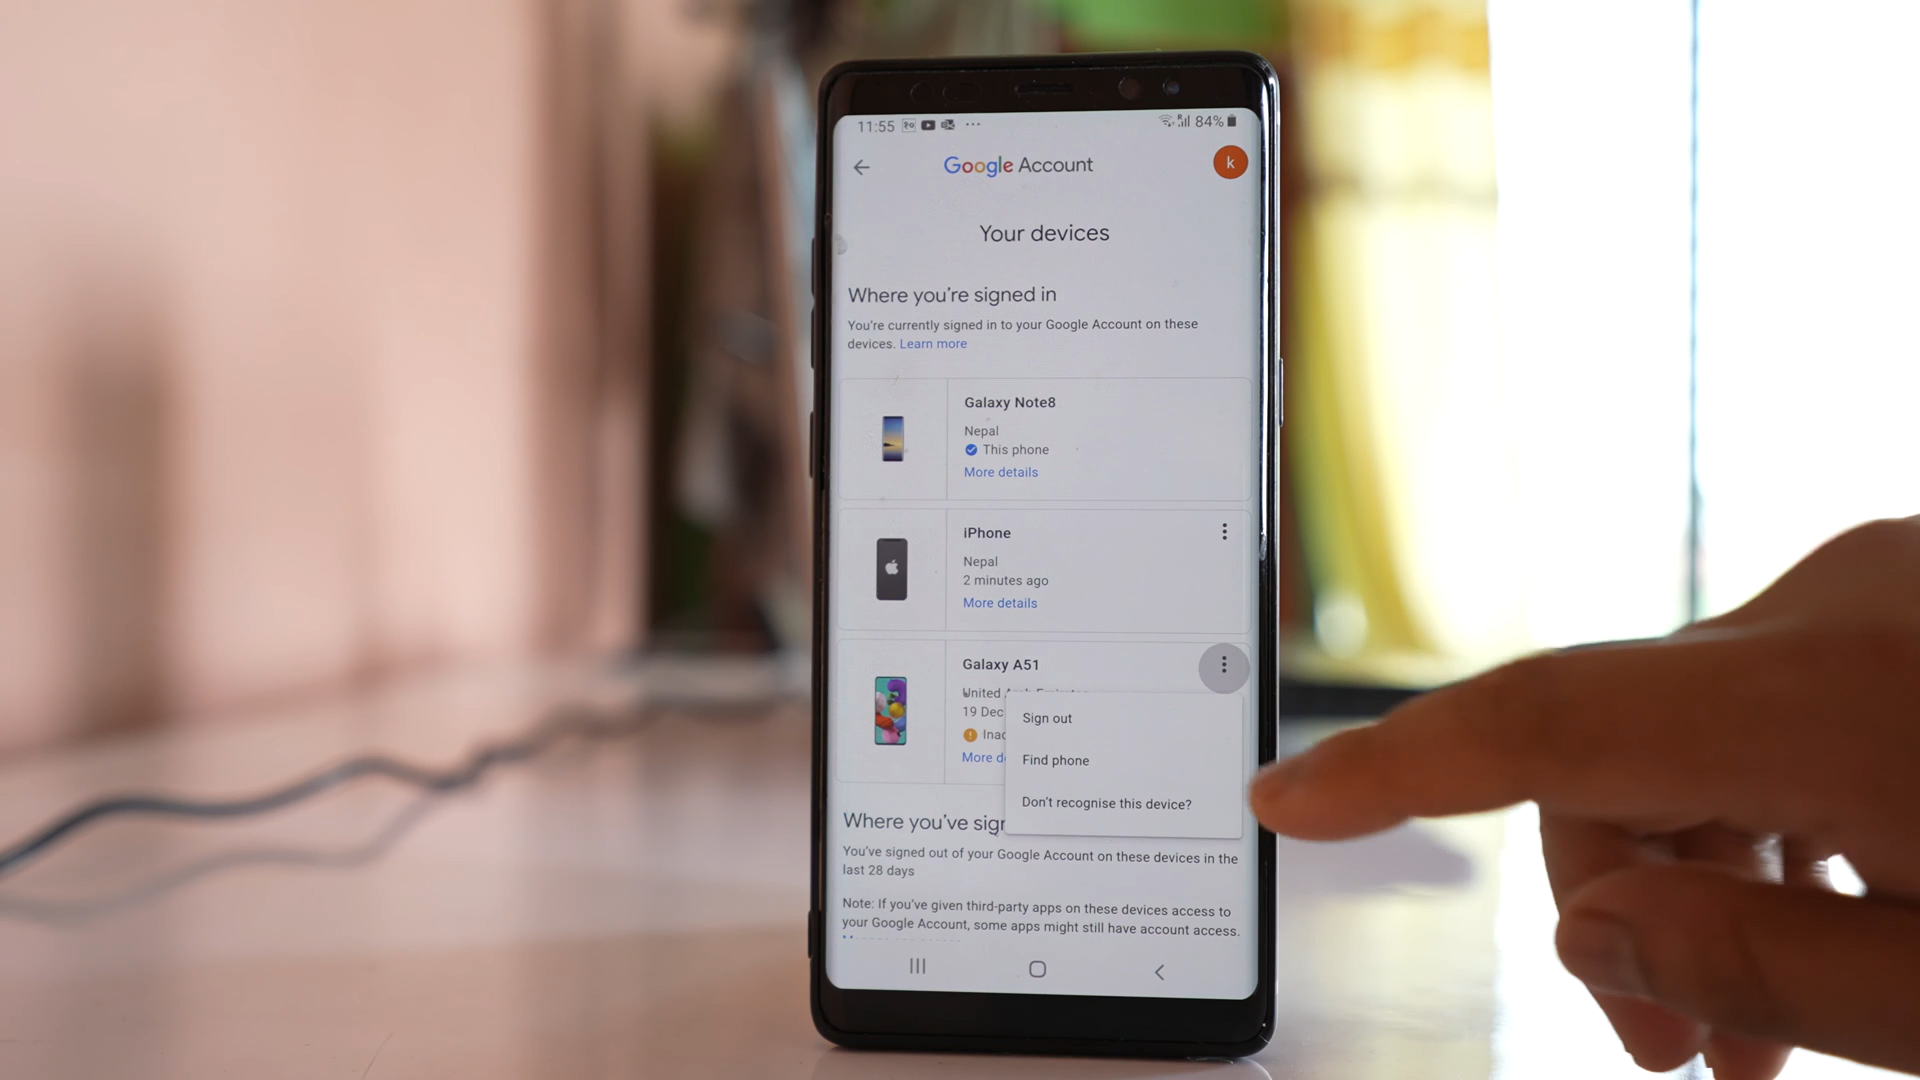 11:55
84%
Google Account
k
Your devices
Where you're signed in
You're currently signed in to your Google Account on these
devices. Learn more
Galaxy Note8
Nepal
This phone
More details
iPhone
Nepal
2 minutes ago
More details
Galaxy A51
United
19 Dec
More
Sign out
Find phone
Don't recognise this device?
Where you've
You've signed out of your Google Account on these devices in the
last 28 days
Note: If you've given third-party apps on these devices access to
your Google Account, some apps might still have account access.